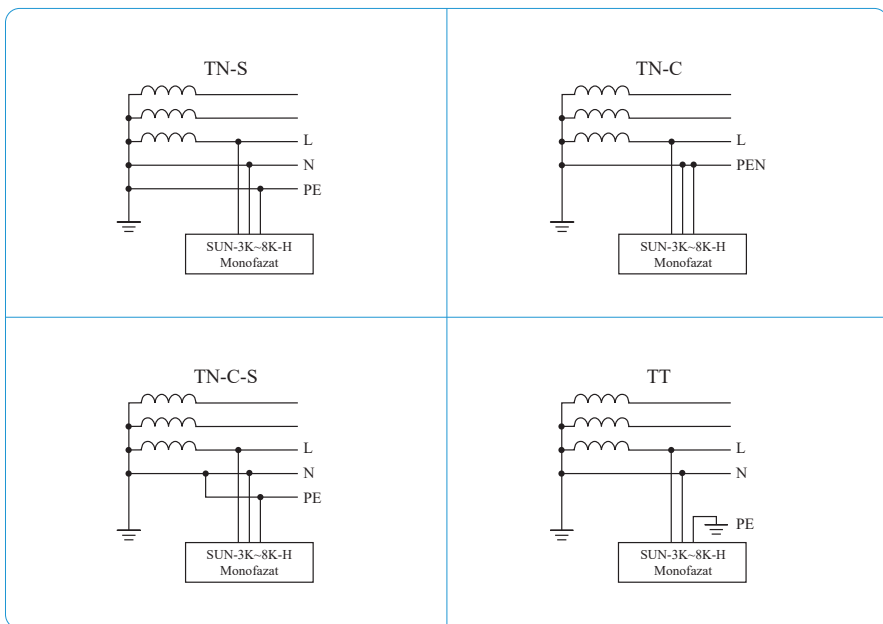 TN-S
L
N
PE
SUN-3K~8K-H
Monofazat
TN-C
L
PEN
SUN-3K~8K-H
Monofazat
TN-C-S
L
N
PE
SUN-3K~8K-H
Monofazat
TT
L
N
PE
SUN-3K~8K-H
Monofazat